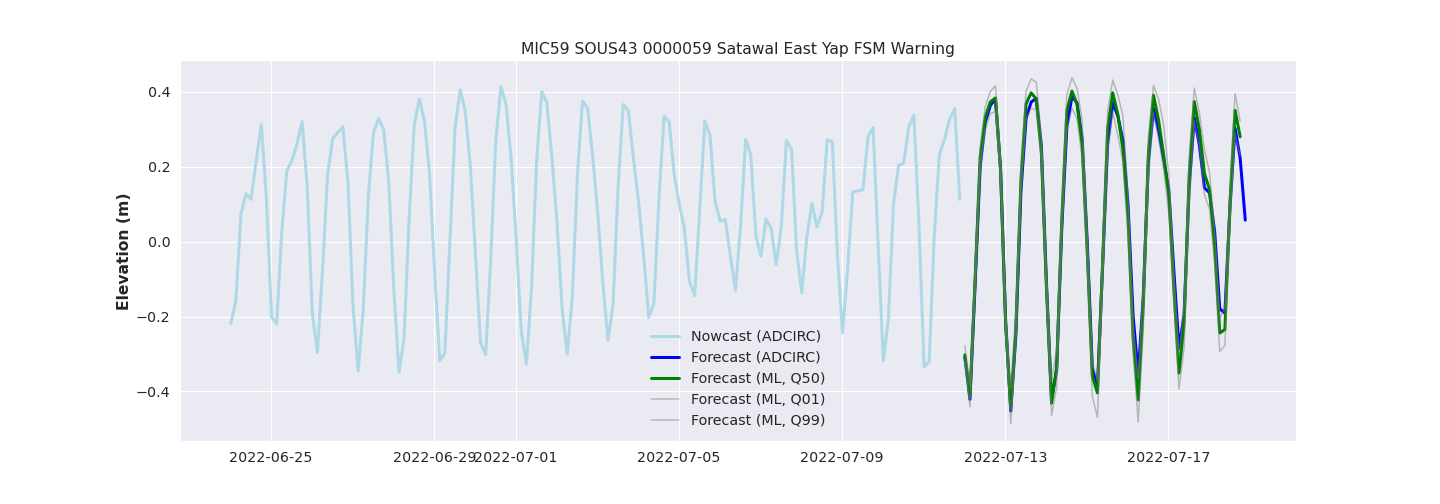 MIC59 SOUS43 0000059 Satawal East Yap FSM Warning
Elevation (m)
0.4
0.2
0.0
−0.2
−0.4
Nowcast (ADCIRC)
Forecast (ADCIRC)
Forecast (ML, Q50)
Forecast (ML, Q01)
Forecast (ML, Q99)
2022-06-25 2022-06-29 2022-07-01 2022-07-05 2022-07-09 2022-07-13 2022-07-17